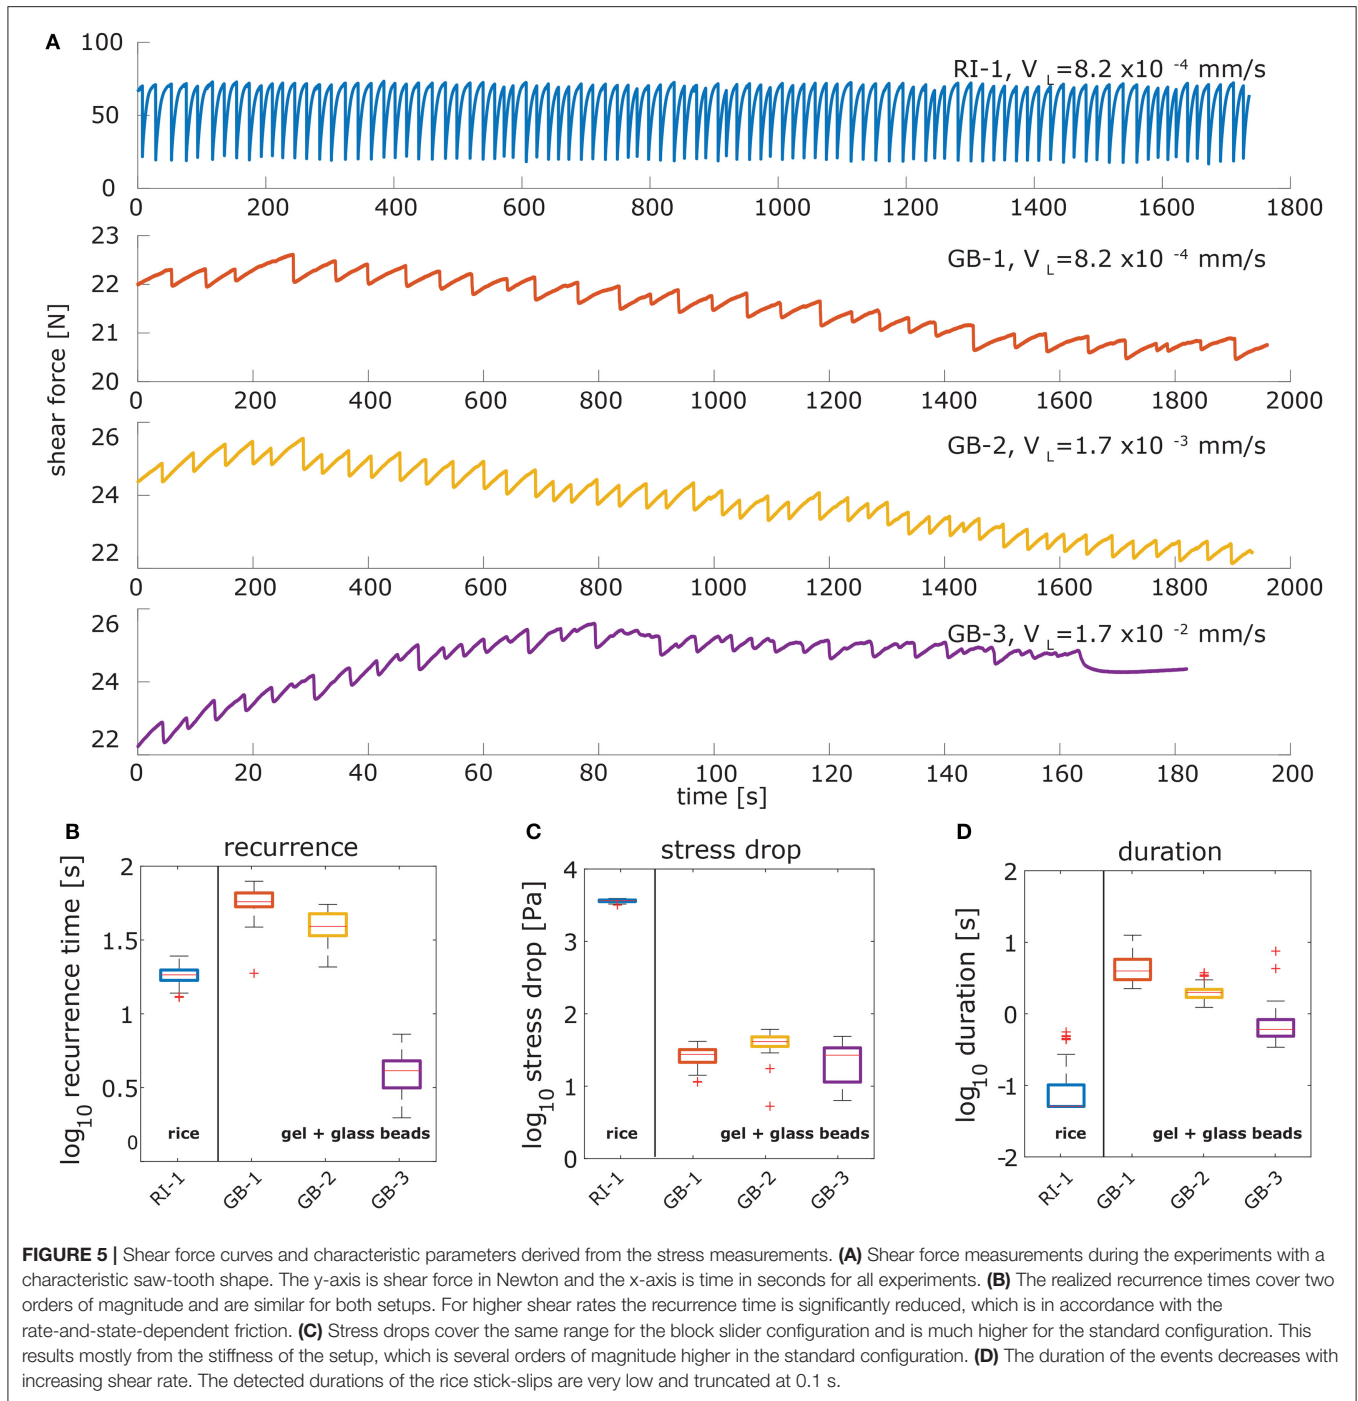 A
100
50
0
RI-1, V L=8.2 x10 -4 mm/s
0 200 400 600 800 1000 1200 1400 1600 1800
23
22
21
20
GB-1, V L=8.2 x10 -4 mm/s
0 200 400 600 800 1000 1200 1400 1600 1800 2000
shear force [N]
26
24
22
GB-2, V L=1.7 x10 -3 mm/s
0 200 400 600 800 1000 1200 1400 1600 1800 2000
26
24
22
GB-3, V L=1.7 x10 -2 mm/s
0 20 40 60 80 100 120 140 160 180 200
time [s]
B
recurrence
log10 recurrence time [s]
2
1.5
1
0.5
0
rice
gel + glass beads
RI-1 GB-1 GB-2 GB-3
C
stress drop
log10 stress drop [Pa]
4
3
2
1
0
rice
gel + glass beads
RI-1 GB-1 GB-2 GB-3
D
duration
log10 duration [s]
2
1
0
-1
-2
rice
gel + glass beads
RI-1 GB-1 GB-2 GB-3
FIGURE 5 | Shear force curves and characteristic parameters derived from the stress measurements. (A) Shear force measurements during the experiments with a
characteristic saw-tooth shape. The y-axis is shear force in Newton and the x-axis is time in seconds for all experiments. (B) The realized recurrence times cover two
orders of magnitude and are similar for both setups. For higher shear rates the recurrence time is significantly reduced, which is in accordance with the
rate-and-state-dependent friction. (C) Stress drops cover the same range for the block slider configuration and is much higher for the standard configuration. This
results mostly from the stiffness of the setup, which is several orders of magnitude higher in the standard configuration. (D) The duration of the events decreases with
increasing shear rate. The detected durations of the rice stick-slips are very low and truncated at 0.1 s.